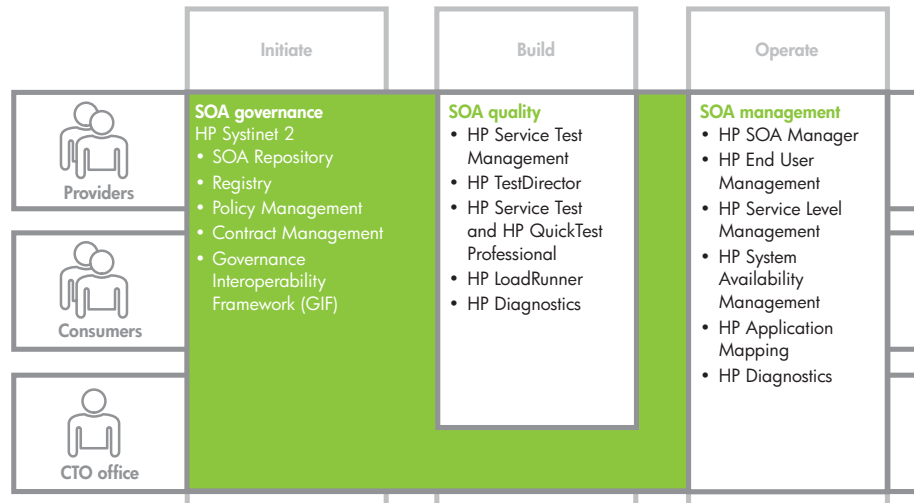 Initiate
Build
Operate
Providers
Consumers
CTO office
SOA governance
HP Systinet 2
• SOA Repository
• Registry
• Policy Management
• Contract Management
• Governance
Interoperability
Framework (GIF)
SOA quality
• HP Service Test
Management
• HP TestDirector
• HP Service Test
and HP QuickTest
Professional
• HP LoadRunner
• HP Diagnostics
SOA management
• HP SOA Manager
• HP End User
Management
• HP Service Level
Management
• HP System
Availability
Management
• HP Application
Mapping
• HP Diagnostics